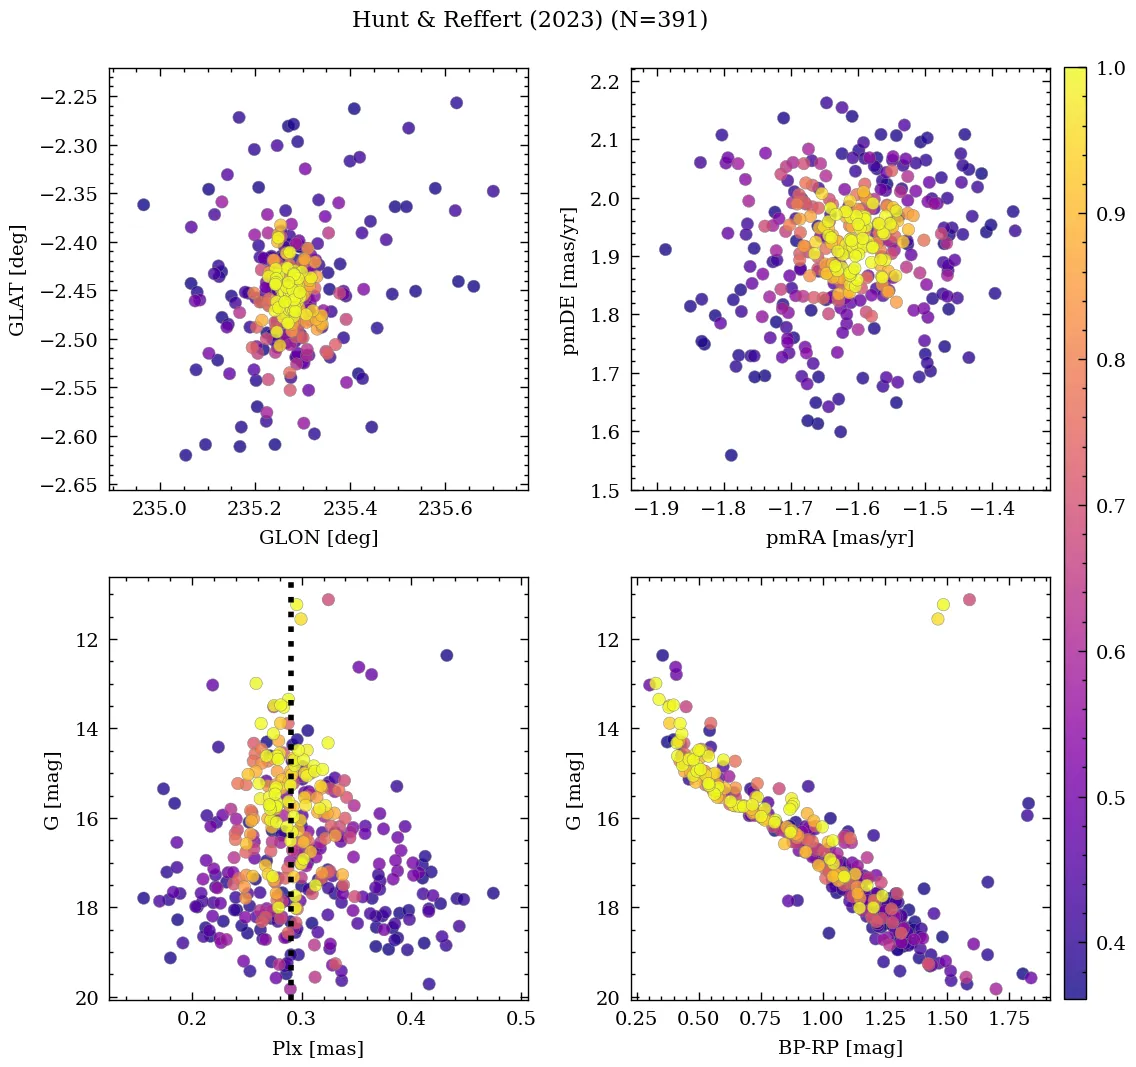 Hunt & Reffert (2023) (N=391)
−2.25
−2.30
−2.35
−2.40
−2.45
−2.50
−2.55
−2.60
−2.65
GLAT [deg]
235.0 235.2 235.4 235.6
GLON [deg]
2.2
2.1
2.0
1.9
1.8
1.7
1.6
1.5
pmDE [mas/yr]
−1.9 −1.8 −1.7 −1.6 −1.5 −1.4
pmRA [mas/yr]
12
14
16
18
20
G [mag]
0.2 0.3 0.4 0.5
Plx [mas]
12
14
16
18
20
G [mag]
0.25 0.50 0.75 1.00 1.25 1.50 1.75
BP-RP [mag]
1.0
0.9
0.8
0.7
0.6
0.5
0.4